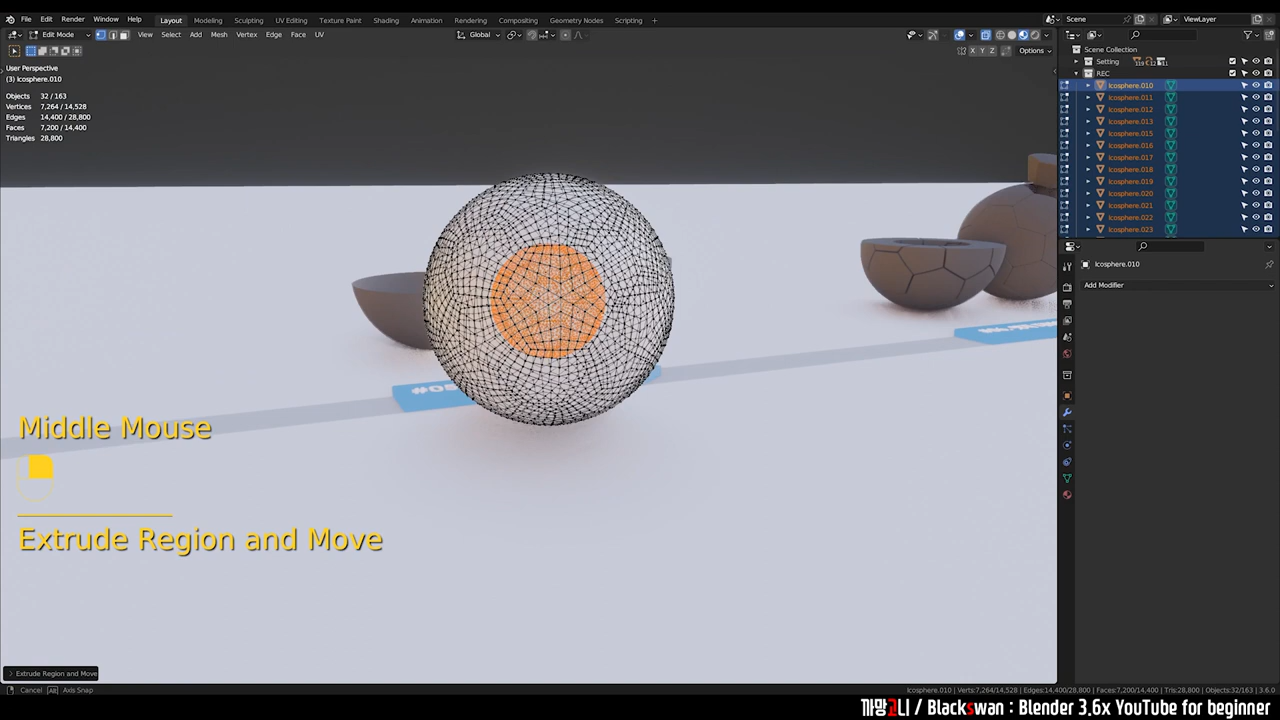 File Edit Render Window Help Layout Modeling Sculpting UV Editing Texture Paint Shading Animation Rendering Compositing Geometry Nodes Scripting + Scene ViewLayer
Edit Mode View Select Add Mesh Vertex Edge Face UV Global
X Y Z Options
User Perspective
(3) Icosphere.010
Objects 32 / 163
Vertices 7,264 / 14,528
Edges 14,400 / 28,800
Faces 7,200 / 14,400
Triangles 28,800
Scene Collection
Setting
REC
Icosphere.010
Icosphere.011
Icosphere.012
Icosphere.013
Icosphere.015
Icosphere.016
Icosphere.017
Icosphere.018
Icosphere.019
Icosphere.020
Icosphere.021
Icosphere.022
Icosphere.023
Icosphere.010
Add Modifier
Middle Mouse
Extrude Region and Move
Extrude Region and Move
Cancel Axis Snap
Icosphere.010 | Verts:7,264/14,528 | Edges:14,400/28,800 | Faces:7,200/14,400 | Tris:28,800 | Objects:32/163 | 3.6.0
까망고니 / Blackswan : Blender 3.6x YouTube for beginner